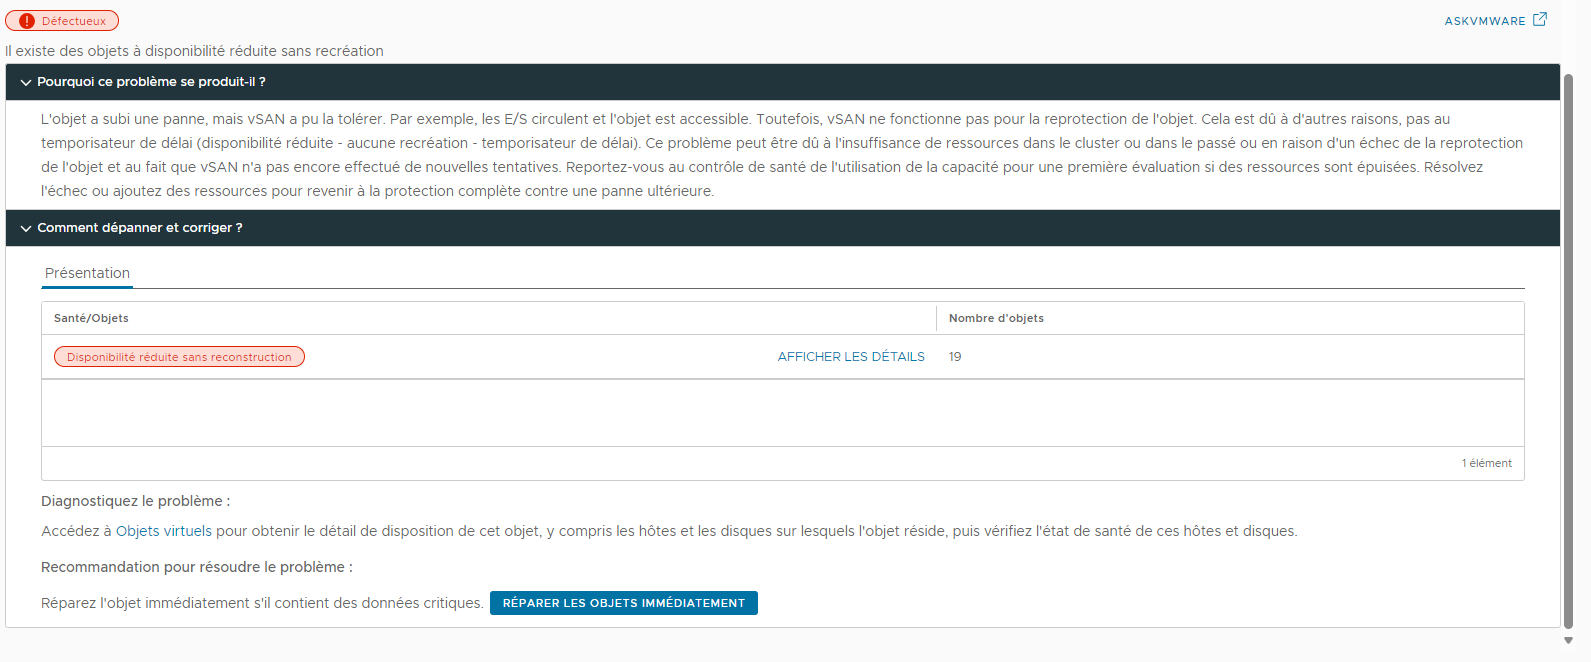 Défectueux
ASKVMWARE
Il existe des objets à disponibilité réduite sans recréation
Pourquoi ce problème se produit-il ?
L'objet a subi une panne, mais vSAN a pu la tolérer. Par exemple, les E/S circulent et l'objet est accessible. Toutefois, vSAN ne fonctionne pas pour la reprotection de l'objet. Cela est dû à d'autres raisons, pas au
temporisateur de délai (disponibilité réduite - aucune recréation - temporisateur de délai). Ce problème peut être dû à l'insuffisance de ressources dans le cluster ou dans le passé ou en raison d'un échec de la reprotection
de l'objet et au fait que vSAN n'a pas encore effectué de nouvelles tentatives. Reportez-vous au contrôle de santé de l'utilisation de la capacité pour une première évaluation si des ressources sont épuisées. Résolvez
l'échec ou ajoutez des ressources pour revenir à la protection complète contre une panne ultérieure.
Comment dépanner et corriger ?
Présentation
Santé/Objets
Nombre d'objets
Disponibilité réduite sans reconstruction
AFFICHER LES DÉTAILS
19
1 élément
Diagnostiquez le problème :
Accédez à Objets virtuels pour obtenir le détail de disposition de cet objet, y compris les hôtes et les disques sur lesquels l'objet réside, puis vérifiez l'état de santé de ces hôtes et disques.
Recommandation pour résoudre le problème :
Réparez l'objet immédiatement s'il contient des données critiques.
RÉPARER LES OBJETS IMMÉDIATEMENT